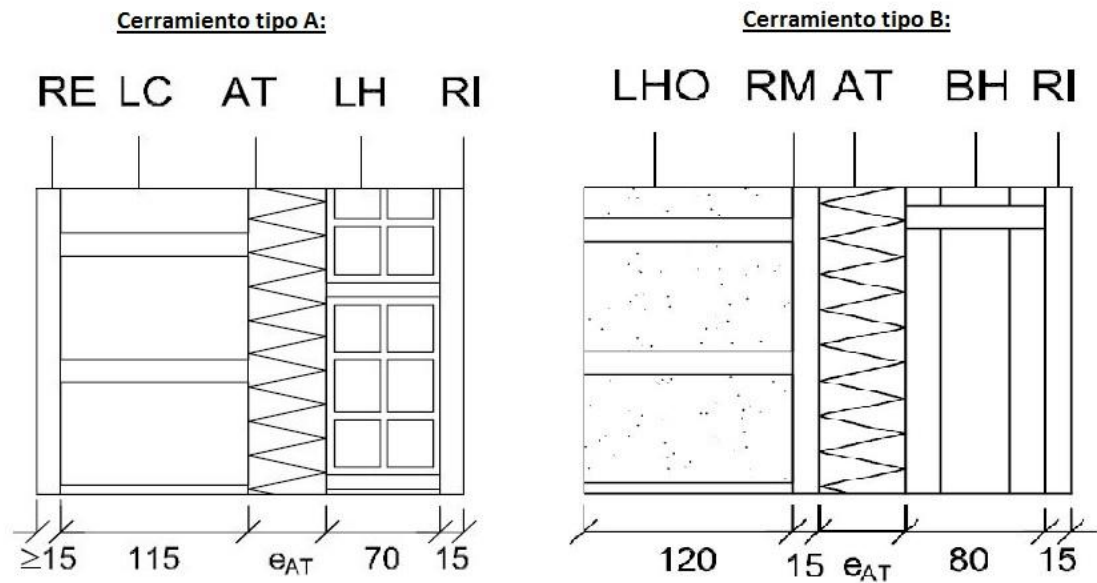 Cerramiento tipo A:
RE LC AT LH RI
≥15 115 eAT 70 15
Cerramiento tipo B:
LHO RM AT BH RI
120 15 eAT 80 15